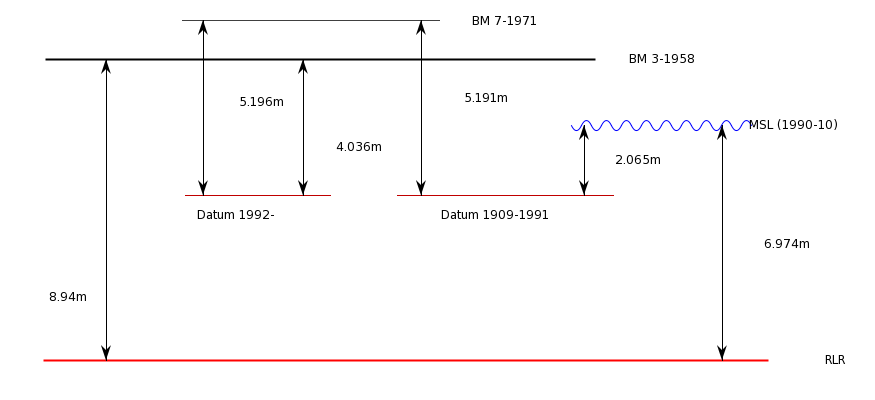 BM 7-1971
BM 3-1958
5.196m
5.191m
MSL (1990-10)
4.036m
2.065m
Datum 1992-
Datum 1909-1991
6.974m
8.94m
RLR